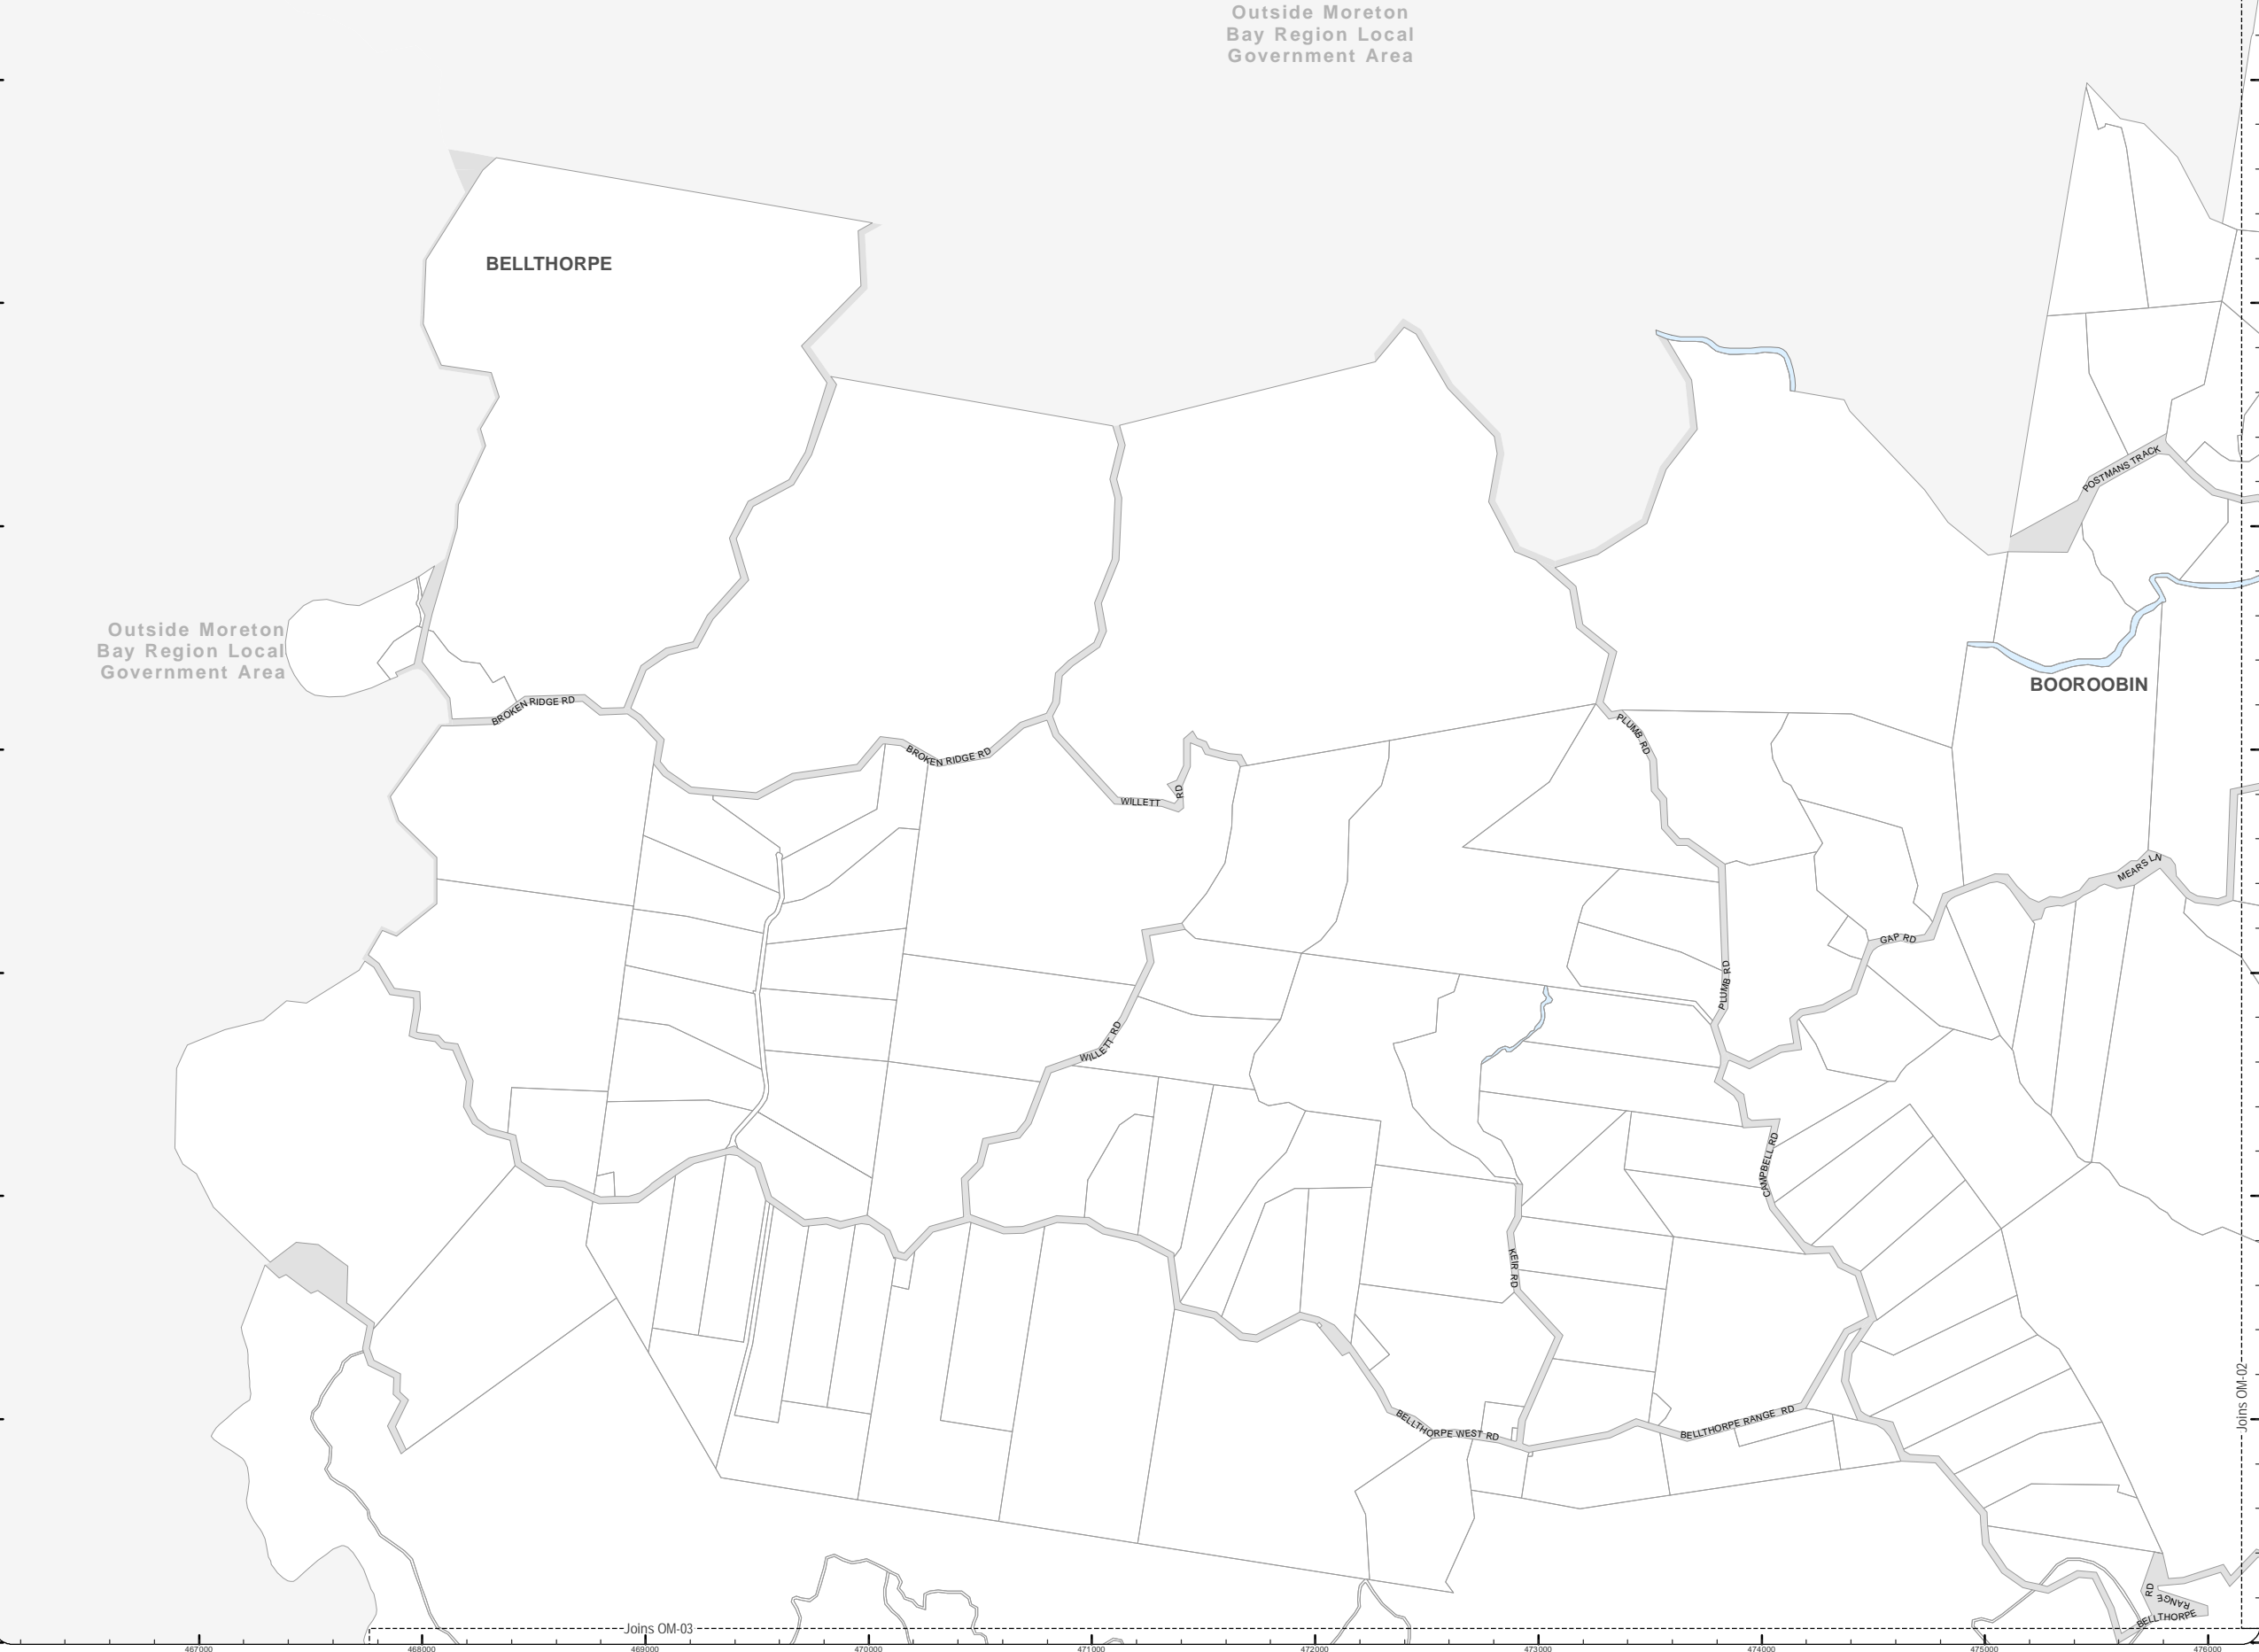 Outside Moreton
Bay Region Local
Government Area
BELLTHORPE
POSTMANS TRACK
Outside Moreton
Bay Region Local
Government Area
BOOROOBIN
BROKEN RIDGE RD
BROKEN RIDGE RD
PLUMB RD
WILLETT
RD
MEARS LN
GAP RD
PLUMB RD
WILLETT RD
CAMPBELL RD
KEIR RD
BELLTHORPE WEST RD
BELLTHORPE RANGE RD
Joins OM-02
RD
RANGE
BELLTHORPE
Joins OM-03
467000
468000
469000
470000
471000
472000
473000
474000
475000
476000